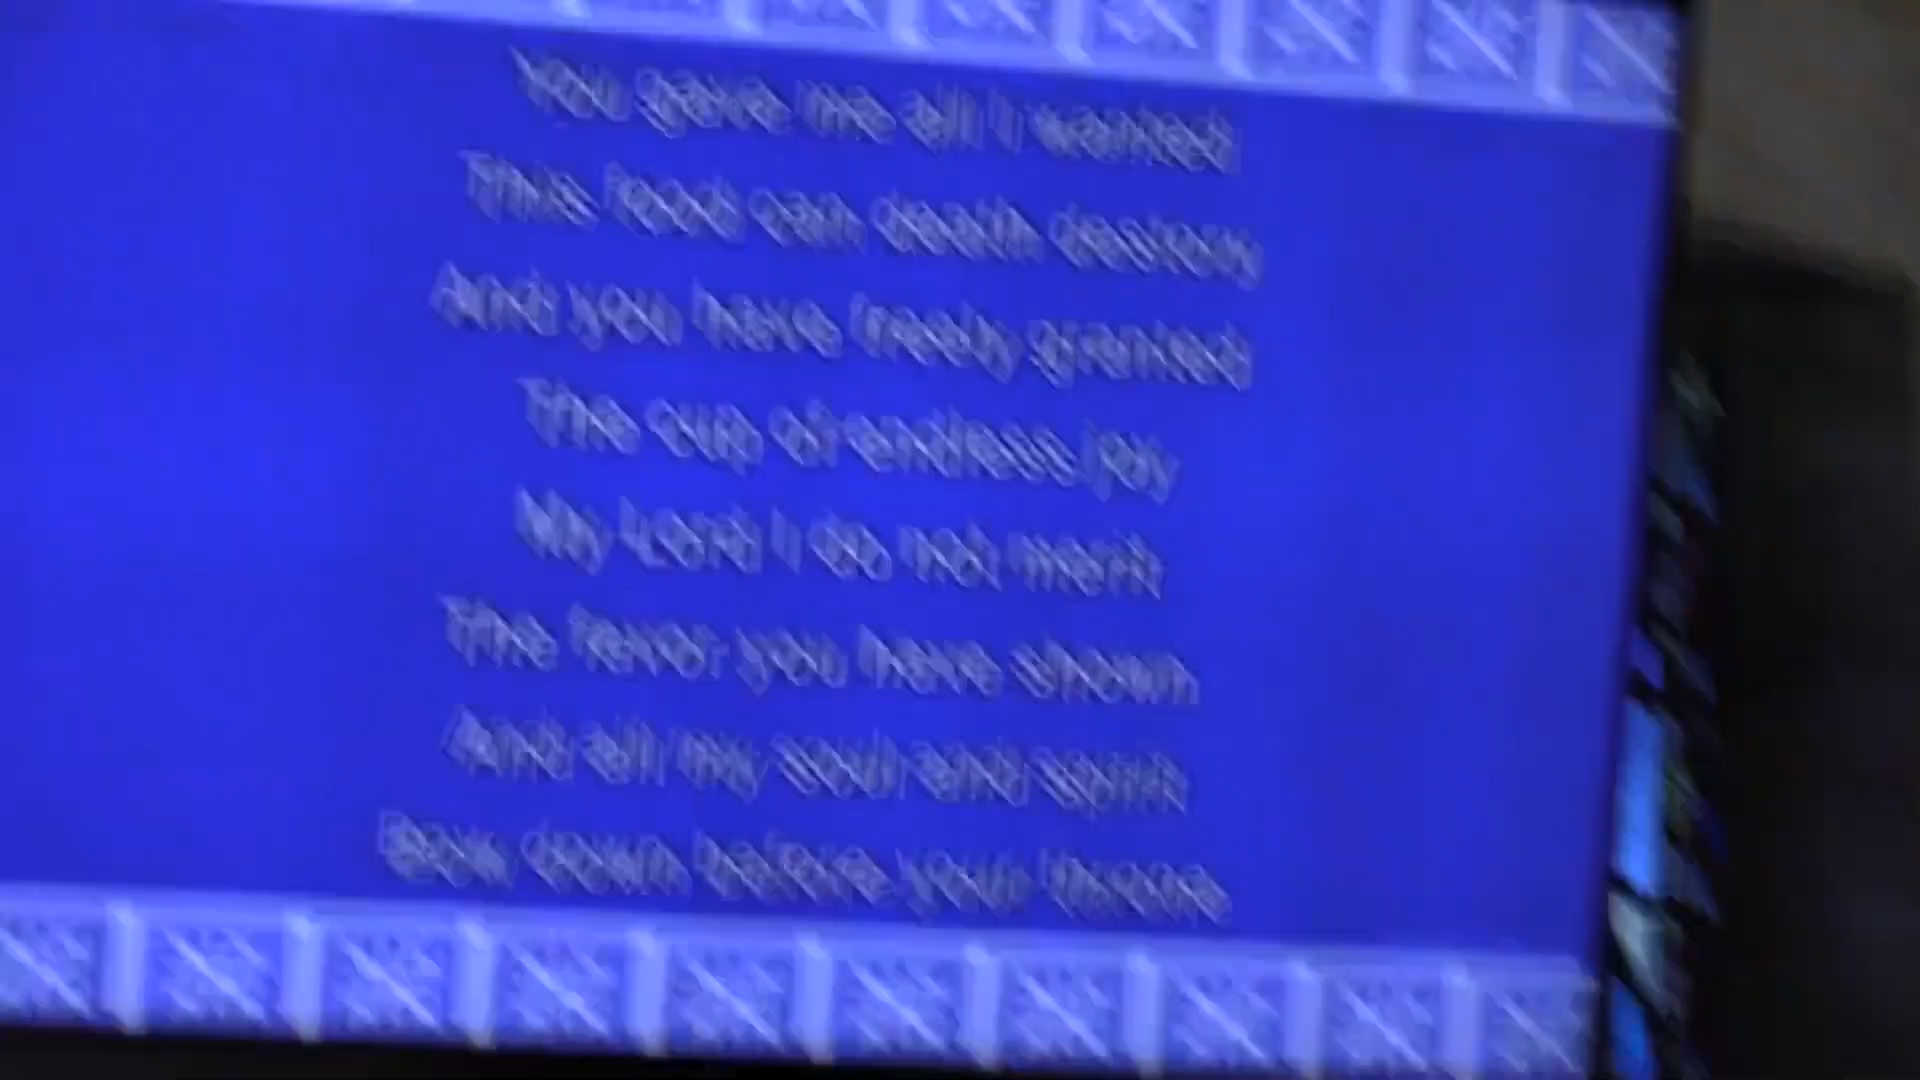 You gave me all I wanted
This food can death destory
And you have freely granted
The cup of endless joy
My Lord I do not merit
The favor you have shown
And all my soul and spirit
Bow down before your throne